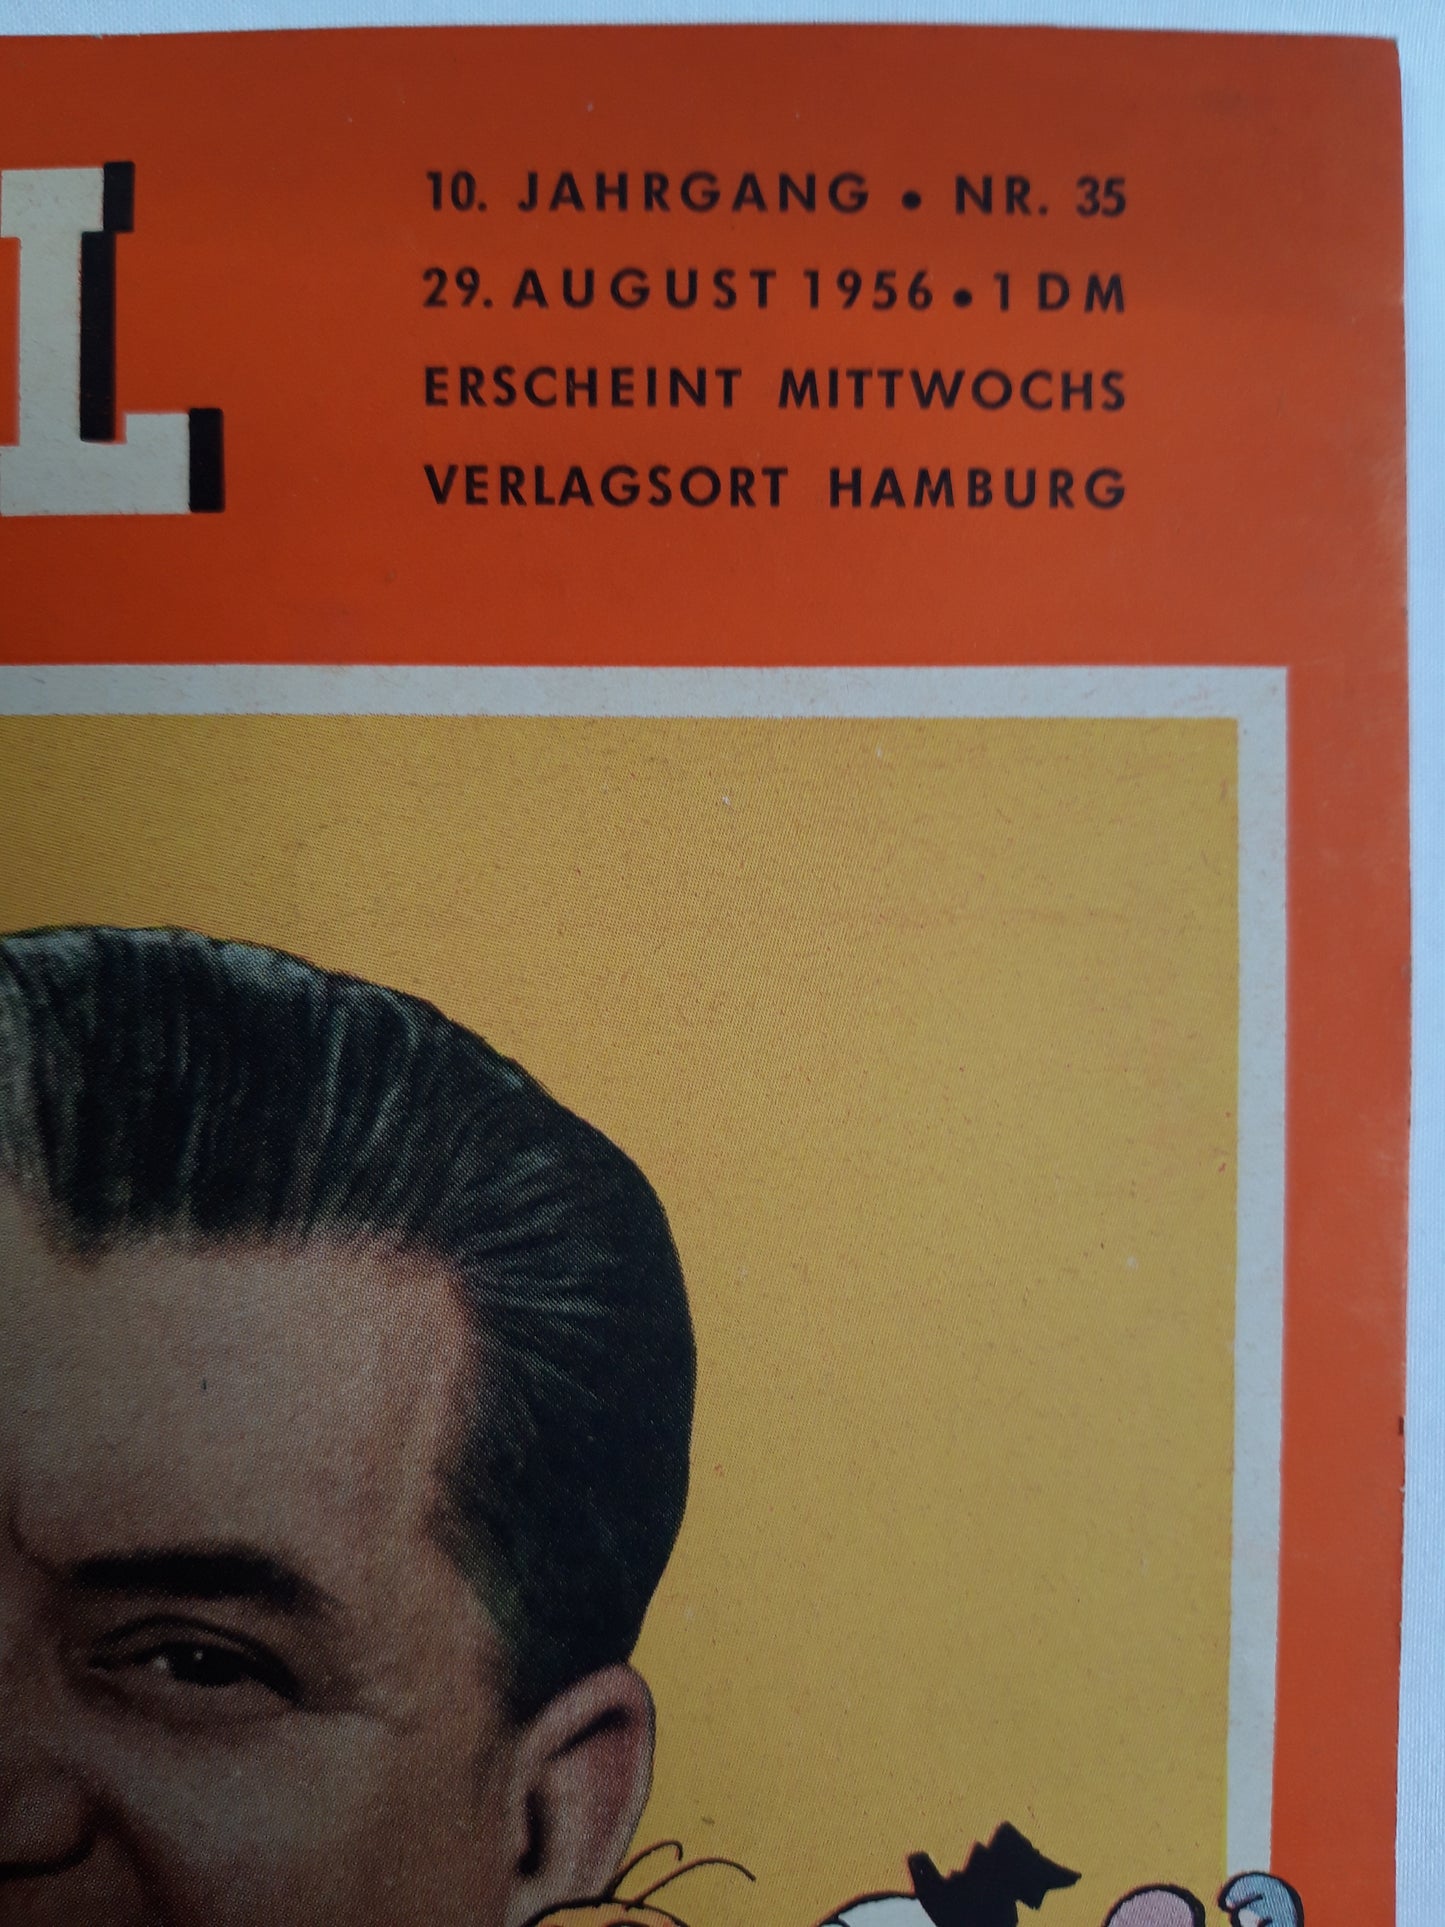 L
10. JAHRGANG • NR. 35
29. AUGUST 1956 • 1 DM
ERSCHEINT MITTWOCHS
VERLAGSORT HAMBURG